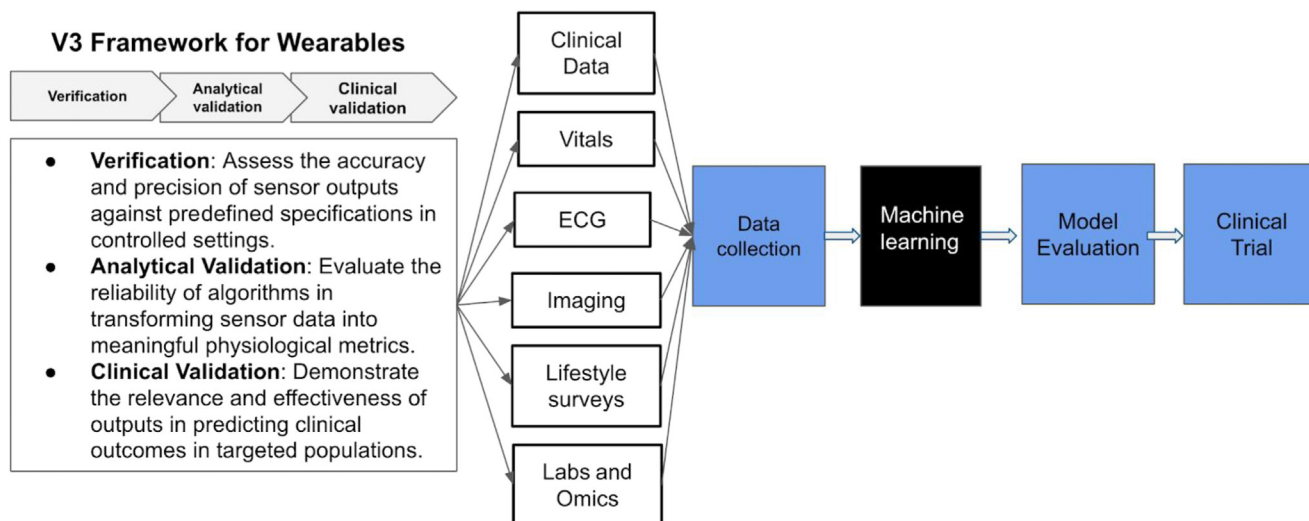 V3 Framework for Wearables
Verification
Analytical
validation
Clinical
validation
● Verification: Assess the accuracy
and precision of sensor outputs
against predefined specifications in
controlled settings.
● Analytical Validation: Evaluate the
reliability of algorithms in
transforming sensor data into
meaningful physiological metrics.
● Clinical Validation: Demonstrate
the relevance and effectiveness of
outputs in predicting clinical
outcomes in targeted populations.
Clinical
Data
Vitals
ECG
Imaging
Lifestyle
surveys
Labs and
Omics
Data
collection
Machine
learning
Model
Evaluation
Clinical
Trial